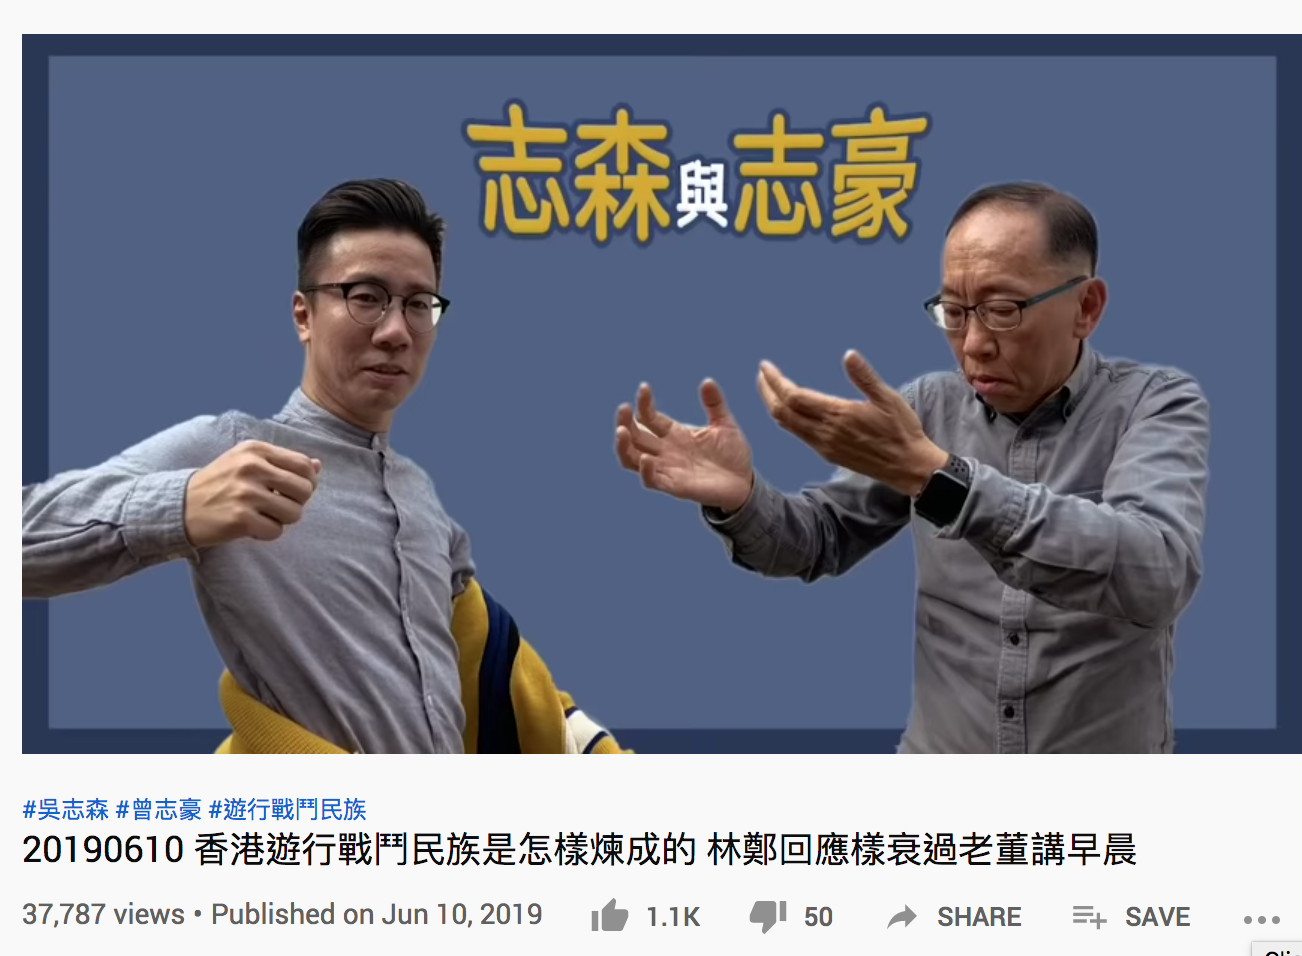 志森與志豪
#吳志森 #曾志豪 #遊行戰鬥民族
20190610 香港遊行戰鬥民族是怎樣煉成的 林鄭回應樣衰過老董講早晨
37,787 views • Published on Jun 10, 2019 1.1K 50 SHARE SAVE